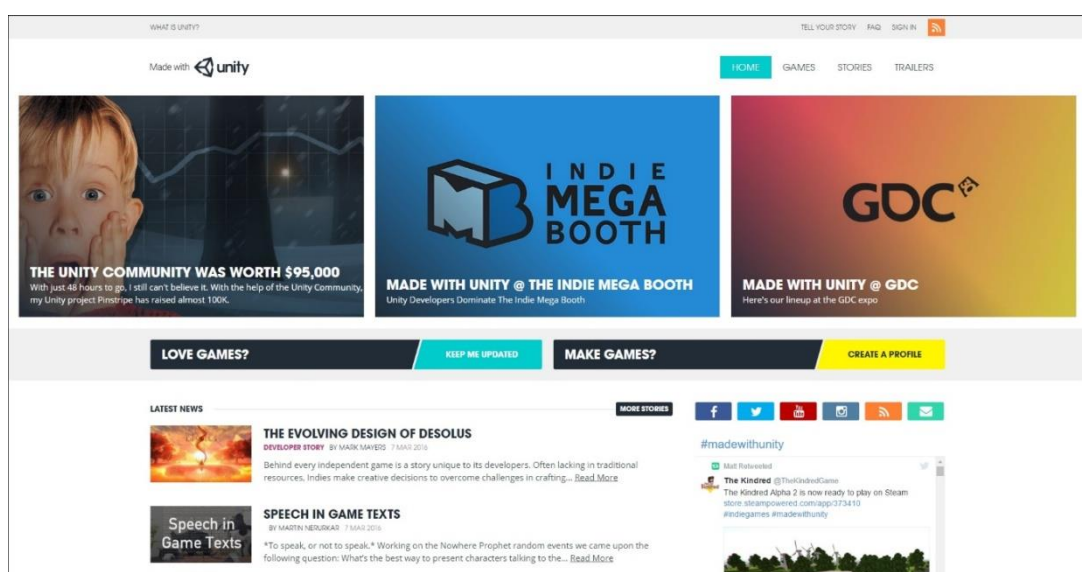 WHAT IS UNITY?
TELL YOUR STORY FAQ SIGN IN
Made with unity
HOME GAMES STORIES TRAILERS
THE UNITY COMMUNITY WAS WORTH $95,000
With just 48 hours to go, I still can't believe it. With the help of the Unity Community,
my Unity project Pinstripe has raised almost 100K.
INDIE
MEGA
BOOTH
MADE WITH UNITY @ THE INDIE MEGA BOOTH
Unity Developers Dominate The Indie Mega Booth
GDC
MADE WITH UNITY @ GDC
Here's our lineup at the GDC expo
LOVE GAMES? KEEP ME UPDATED
MAKE GAMES? CREATE A PROFILE
LATEST NEWS MORE STORIES
THE EVOLVING DESIGN OF DESOLUS
DEVELOPER STORY BY MARK MAYERS 7 MAR 2016
Behind every independent game is a story unique to its developers. Often lacking in traditional
resources, Indies make creative decisions to overcome challenges in crafting... Read More
Speech in
Game Texts
SPEECH IN GAME TEXTS
BY MARTIN NERURKAR 7 MAR 2016
*To speak, or not to speak.* Working on the Nowhere Prophet random events we came upon the
following question: What's the best way to present characters talking to the... Read More
You
Tube
#madewithunity
Matt Retweeted
The Kindred @TheKindredGame
The Kindred Alpha 2 is now ready to play on Steam
store.steampowered.com/app/373410
#indiegames #madewithunity